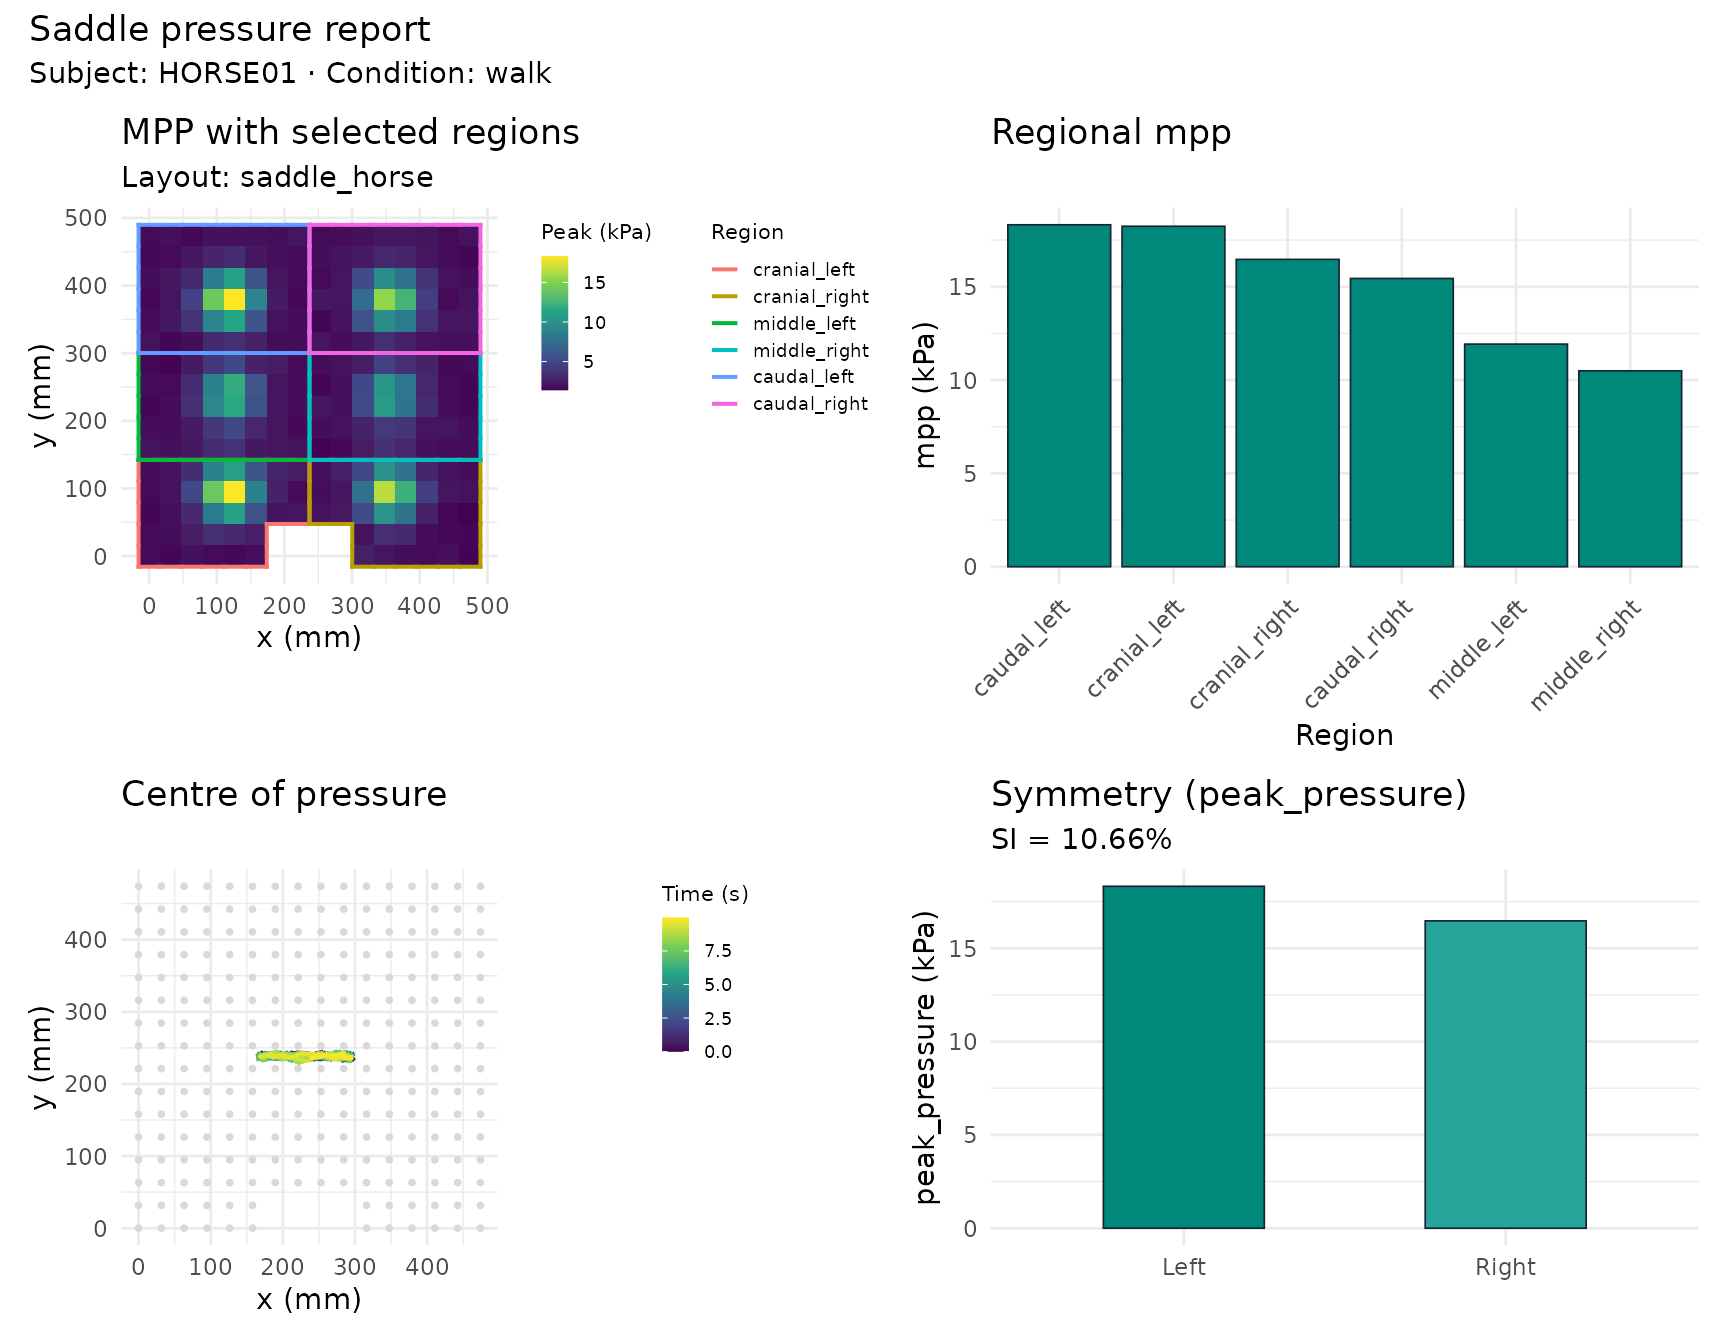 Saddle pressure report
Subject: HORSE01 · Condition: walk
MPP with selected regions
Layout: saddle_horse
500
400
300
200
100
0
y (mm)
0 100 200 300 400 500
x (mm)
Peak (kPa)
15
10
5
Region
cranial_left
cranial_right
middle_left
middle_right
caudal_left
caudal_right
Regional mpp
15
10
5
0
mpp (kPa)
caudal_left
cranial_left
cranial_right
caudal_right
middle_left
middle_right
Region
Centre of pressure
400
300
200
100
0
y (mm)
0 100 200 300 400
x (mm)
Time (s)
7.5
5.0
2.5
0.0
Symmetry (peak_pressure)
SI = 10.66%
15
10
5
0
peak_pressure (kPa)
Left Right